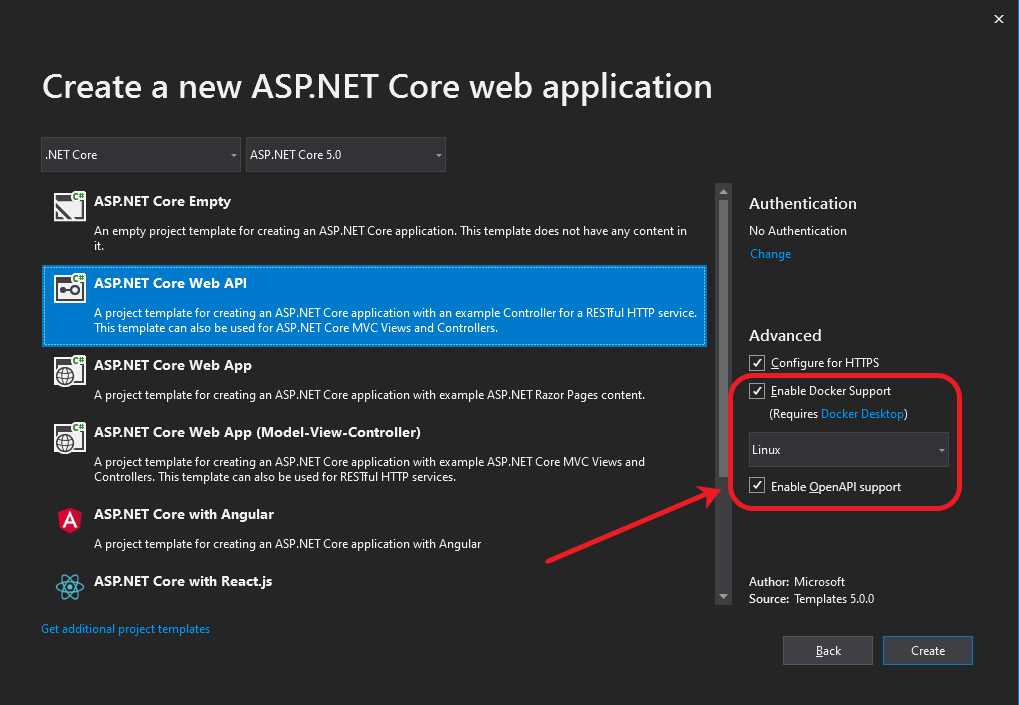 Create a new ASP.NET Core web application
.NET Core
ASP.NET Core 5.0
C#
ASP.NET Core Empty
An empty project template for creating an ASP.NET Core application. This template does not have any content in
it.
C#
ASP.NET Core Web API
A project template for creating an ASP.NET Core application with an example Controller for a RESTful HTTP service.
This template can also be used for ASP.NET Core MVC Views and Controllers.
C#
ASP.NET Core Web App
A project template for creating an ASP.NET Core application with example ASP.NET Razor Pages content.
C#
ASP.NET Core Web App (Model-View-Controller)
A project template for creating an ASP.NET Core application with example ASP.NET Core MVC Views and
Controllers. This template can also be used for RESTful HTTP services.
A
ASP.NET Core with Angular
A project template for creating an ASP.NET Core application with Angular
ASP.NET Core with React.js
Get additional project templates
Authentication
No Authentication
Change
Advanced
Configure for HTTPS
Enable Docker Support
(Requires Docker Desktop)
Linux
Enable OpenAPI support
Author: Microsoft
Source: Templates 5.0.0
Back
Create